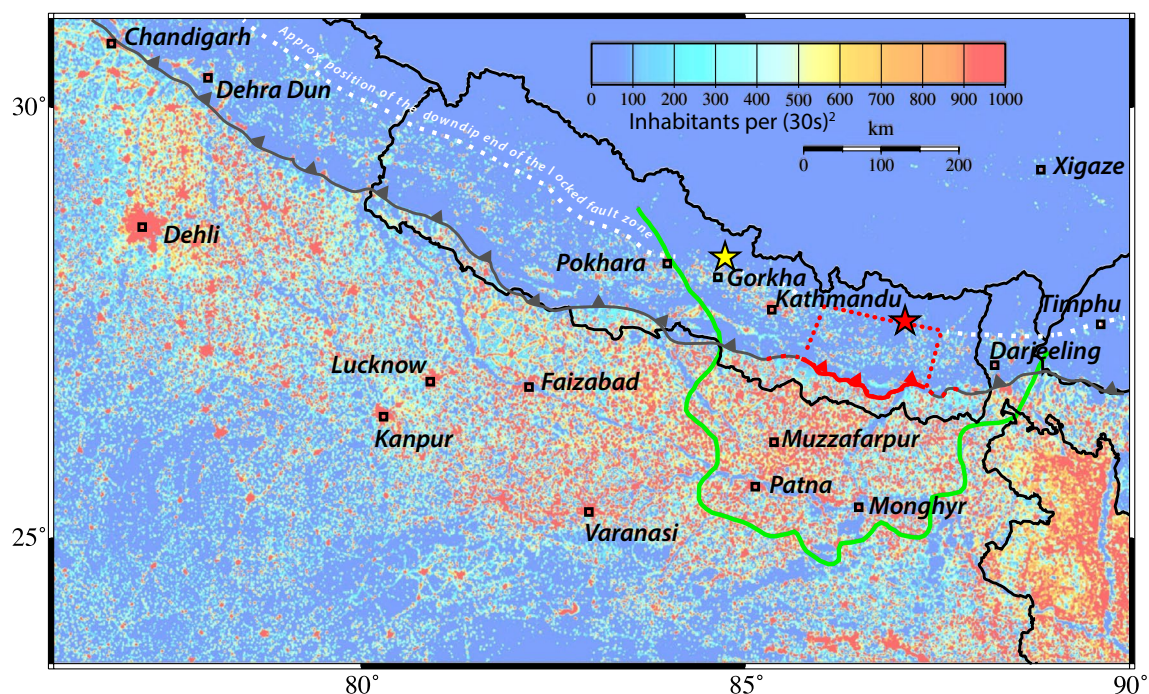 Chandigarh
Approx. position of the downdip end of the locked fault zone
0 100 200 300 400 500 600 700 800 900 1000
Inhabitants per (30s)²
km
0 100 200
Dehra Dun
30°
Xigaze
Dehli
Pokhara
Gorkha
Kathmandu
Timphu
Darjeeling
Lucknow
Faizabad
Kanpur
Muzzafarpur
Patna
Monghyr
Varanasi
25°
80° 85° 90°